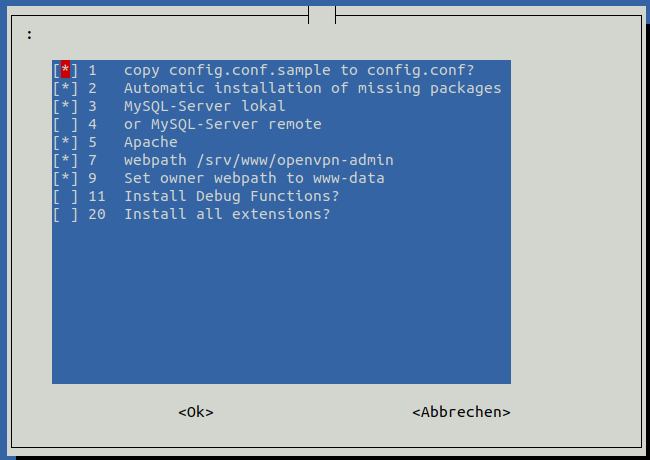 :
[*] 1 copy config.conf.sample to config.conf?
[*] 2 Automatic installation of missing packages
[*] 3 MySQL-Server lokal
[ ] 4 or MySQL-Server remote
[*] 5 Apache
[*] 7 webpath /srv/www/openvpn-admin
[*] 9 Set owner webpath to www-data
[ ] 11 Install Debug Functions?
[ ] 20 Install all extensions?
<Ok> <Abbrechen>